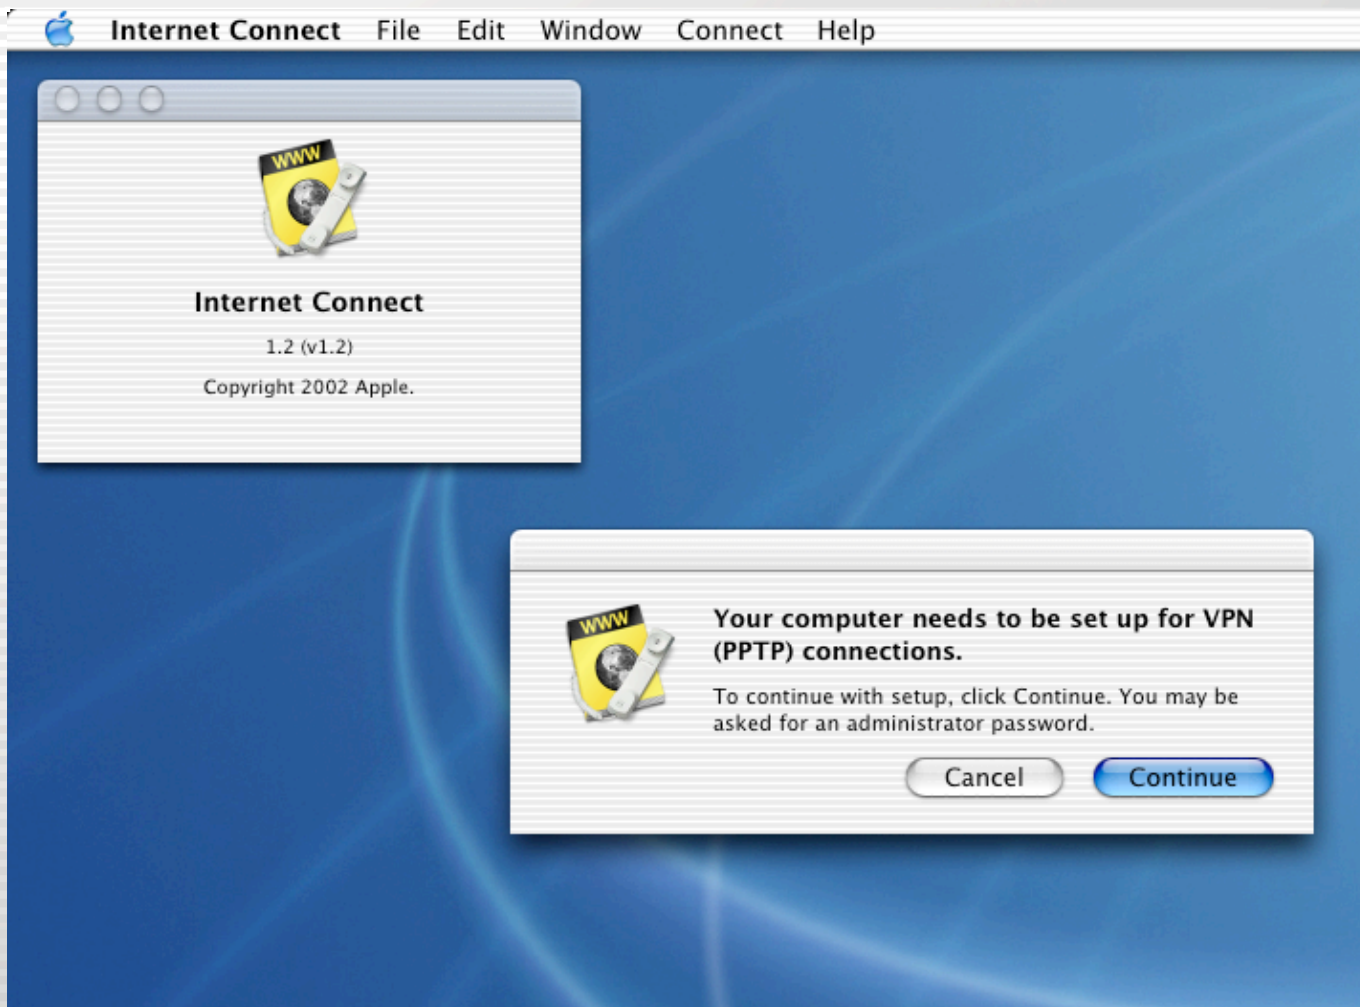 Internet Connect File Edit Window Connect Help
WWW
Internet Connect
1.2 (v1.2)
Copyright 2002 Apple.
WWW
Your computer needs to be set up for VPN
(PPTP) connections.
To continue with setup, click Continue. You may be
asked for an administrator password.
Cancel Continue